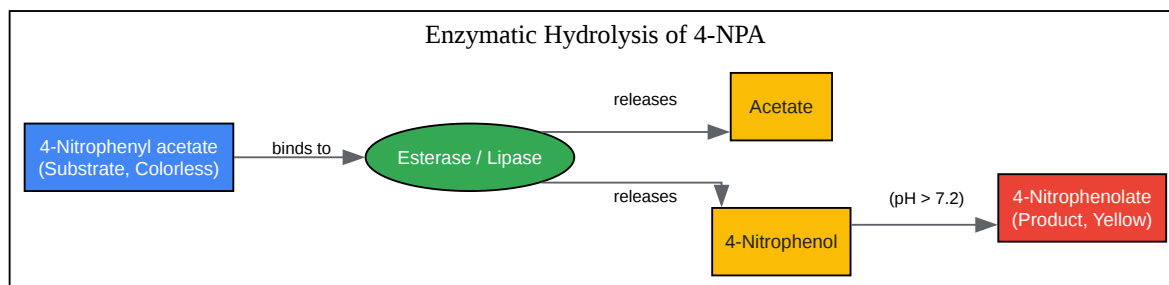 Enzymatic Hydrolysis of 4-NPA
4-Nitrophenyl acetate
(Substrate, Colorless)
binds to
Esterase / Lipase
releases
Acetate
releases
4-Nitrophenol
(pH > 7.2)
4-Nitrophenolate
(Product, Yellow)